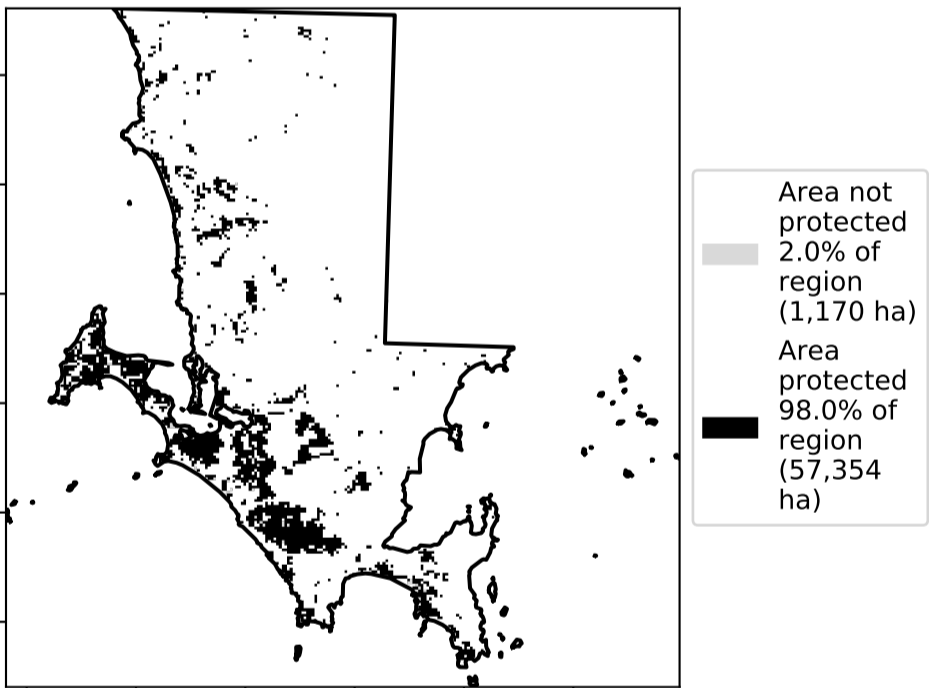 Area not
protected
2.0% of
region
(1,170 ha)
Area
protected
98.0% of
region
(57,354
ha)